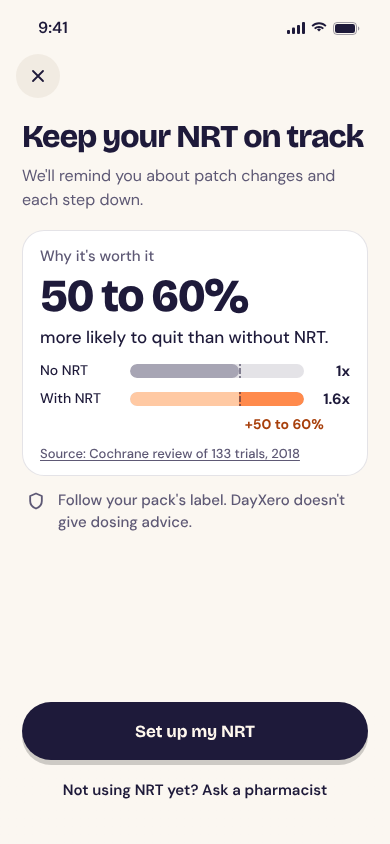 9:41
Keep your NRT on track
We'll remind you about patch changes and
each step down.
Why it's worth it
50 to 60%
more likely to quit than without NRT.
No NRT 1x
With NRT 1.6x
+50 to 60%
Source: Cochrane review of 133 trials, 2018
Follow your pack's label. DayXero doesn't
give dosing advice.
Set up my NRT
Not using NRT yet? Ask a pharmacist